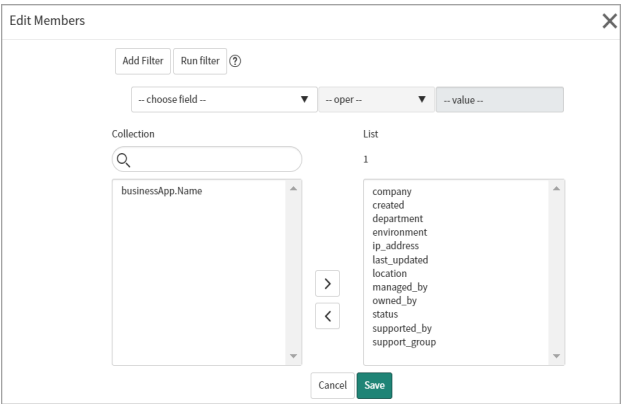 Edit Members
Add Filter Run filter ?
-- choose field -- -- oper -- -- value --
Collection
List
1
businessApp.Name
company
created
department
environment
ip_address
last_updated
location
managed_by
owned_by
status
supported_by
support_group
Cancel Save